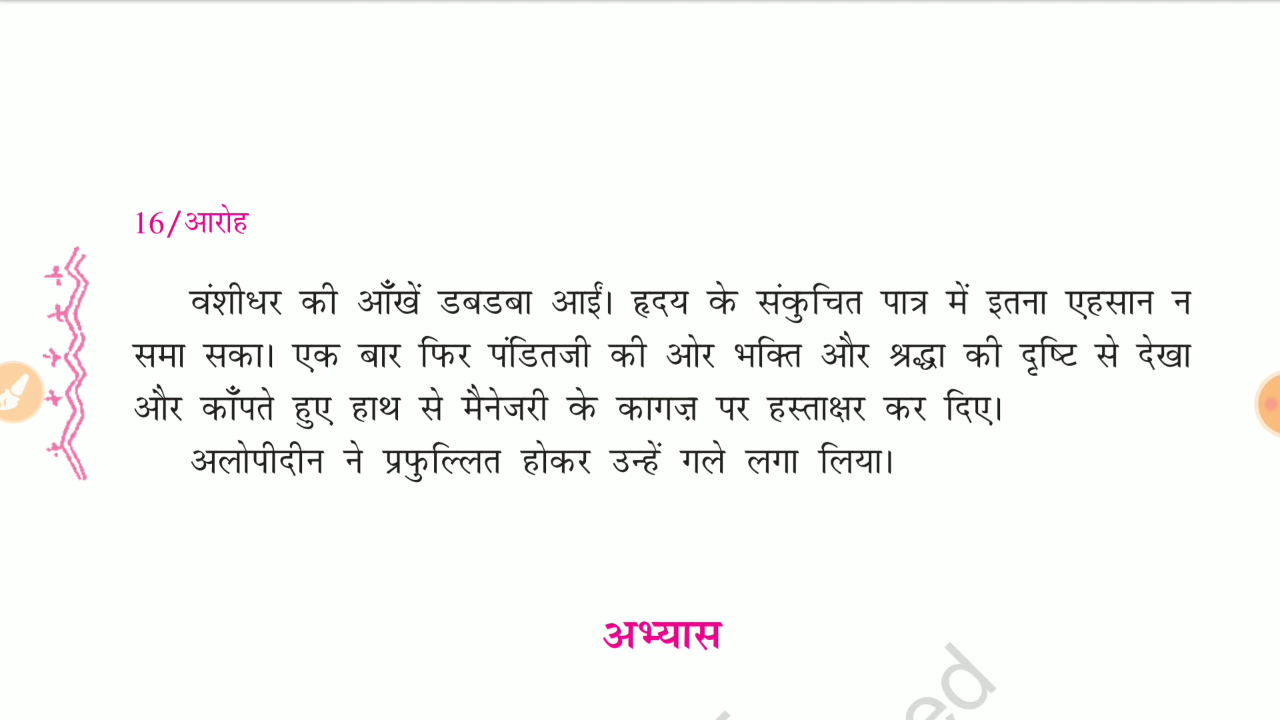 16/आरोह
वंशीधर की आँखें डबडबा आईं। हृदय के संकुचित पात्र में इतना एहसान न
समा सका। एक बार फिर पंडितजी की ओर भक्ति और श्रद्धा की दृष्टि से देखा
और काँपते हुए हाथ से मैनेजरी के कागज़ पर हस्ताक्षर कर दिए।
अलोपीदीन ने प्रफुल्लित होकर उन्हें गले लगा लिया।
अभ्यास